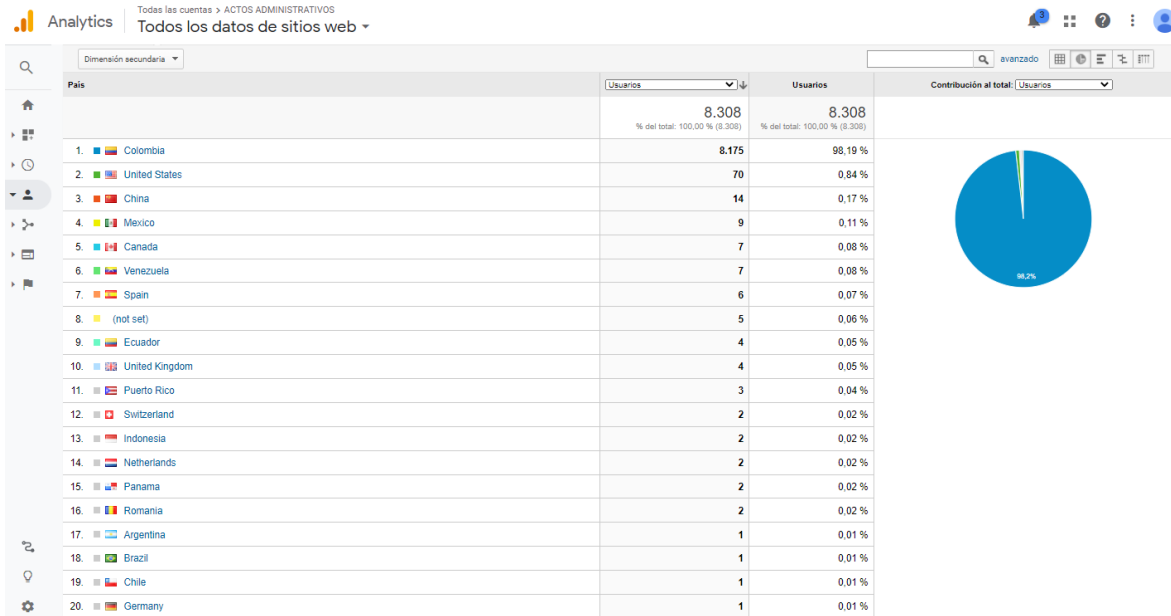 Todas las cuentas > ACTOS ADMINISTRATIVOS
Analytics Todos los datos de sitios web
3
Dimensión secundaria avanzado
País Usuarios Usuarios Contribución al total: Usuarios
8.308 8.308
% del total: 100,00 % (8.308) % del total: 100,00 % (8.308)
1. Colombia 8.175 98,19 %
2. United States 70 0,84 %
3. China 14 0,17 %
4. Mexico 9 0,11 %
5. Canada 7 0,08 %
6. Venezuela 7 0,08 %
98,2%
7. Spain 6 0,07 %
8. (not set) 5 0,06 %
9. Ecuador 4 0,05 %
10. United Kingdom 4 0,05 %
11. Puerto Rico 3 0,04 %
12. Switzerland 2 0,02 %
13. Indonesia 2 0,02 %
14. Netherlands 2 0,02 %
15. Panama 2 0,02 %
16. Romania 2 0,02 %
17. Argentina 1 0,01 %
18. Brazil 1 0,01 %
19. Chile 1 0,01 %
20. Germany 1 0,01 %